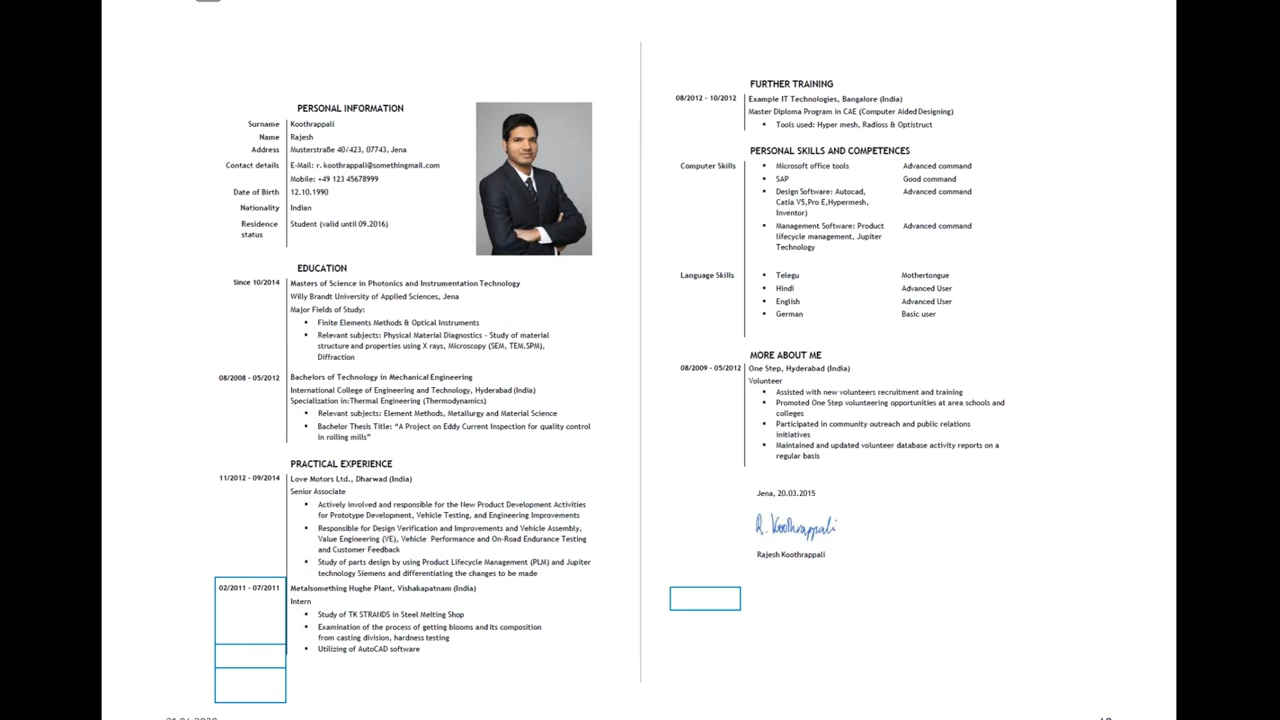 PERSONAL INFORMATION
Surname Koothrappali
Name Rajesh
Address Musterstraße 40/423, 07743, Jena
Contact details E-Mail: r.koothrappali@somethingmail.com
Mobile: +49 123 45678999
Date of Birth 12.10.1990
Nationality Indian
Residence status Student (valid until 09.2016)
EDUCATION
Since 10/2014 Masters of Science in Photonics and Instrumentation Technology
Willy Brandt University of Applied Sciences, Jena
Major Fields of Study:
▪ Finite Elements Methods & Optical Instruments
▪ Relevant subjects: Physical Material Diagnostics - Study of material
structure and properties using X rays, Microscopy (SEM, TEM.SPM),
Diffraction
08/2008 - 05/2012 Bachelors of Technology in Mechanical Engineering
International College of Engineering and Technology, Hyderabad (India)
Specialization in:Thermal Engineering (Thermodynamics)
▪ Relevant subjects: Element Methods, Metallurgy and Material Science
▪ Bachelor Thesis Title: “A Project on Eddy Current Inspection for quality control
in rolling mills”
PRACTICAL EXPERIENCE
11/2012 - 09/2014 Love Motors Ltd., Dharwad (India)
Senior Associate
▪ Actively involved and responsible for the New Product Development Activities
for Prototype Development, Vehicle Testing, and Engineering Improvements
▪ Responsible for Design Verification and Improvements and Vehicle Assembly,
Value Engineering (VE), Vehicle Performance and On-Road Endurance Testing
and Customer Feedback
▪ Study of parts design by using Product Lifecycle Management (PLM) and Jupiter
technology Siemens and differentiating the changes to be made
02/2011 - 07/2011 Metalsomething Hughe Plant, Vishakapatnam (India)
Intern
▪ Study of TK STRANDS in Steel Melting Shop
▪ Examination of the process of getting blooms and its composition
from casting division, hardness testing
▪ Utilizing of AutoCAD software
FURTHER TRAINING
08/2012 - 10/2012 Example IT Technologies, Bangalore (India)
Master Diploma Program in CAE (Computer Aided Designing)
▪ Tools used: Hyper mesh, Radioss & Optistruct
PERSONAL SKILLS AND COMPETENCES
Computer Skills ▪ Microsoft office tools Advanced command
▪ SAP Good command
▪ Design Software: Autocad, Advanced command
Catia V5,Pro E,Hypermesh,
Inventor)
▪ Management Software: Product Advanced command
lifecycle management, Jupiter
Technology
Language Skills ▪ Telegu Mothertongue
▪ Hindi Advanced User
▪ English Advanced User
▪ German Basic user
MORE ABOUT ME
08/2009 - 05/2012 One Step, Hyderabad (India)
Volunteer
▪ Assisted with new volunteers recruitment and training
▪ Promoted One Step volunteering opportunities at area schools and
colleges
▪ Participated in community outreach and public relations
initiatives
▪ Maintained and updated volunteer database activity reports on a
regular basis
Jena, 20.03.2015
R. Koothrappali
Rajesh Koothrappali